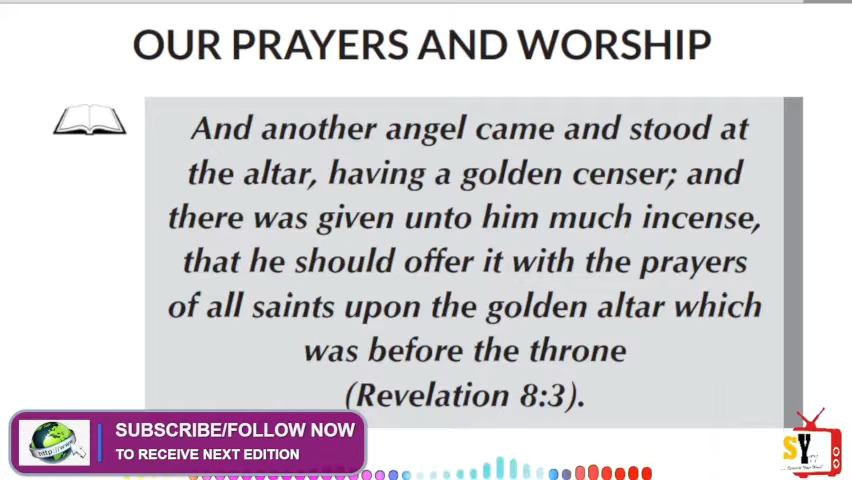 OUR PRAYERS AND WORSHIP
And another angel came and stood at
the altar, having a golden censer; and
there was given unto him much incense,
that he should offer it with the prayers
of all saints upon the golden altar which
was before the throne
(Revelation 8:3).
SUBSCRIBE/FOLLOW NOW
TO RECEIVE NEXT EDITION
http://www
SY